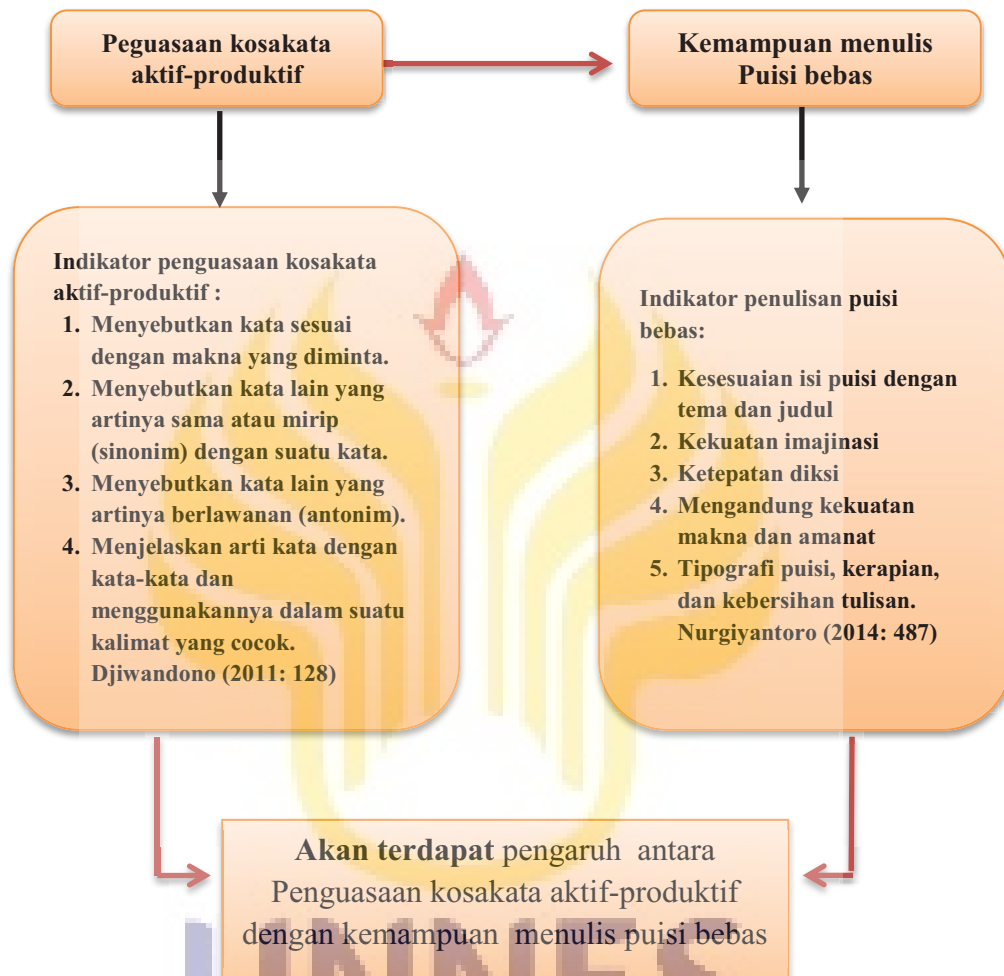 Peguasaan kosakata
aktif-produktif
Kemampuan menulis
Puisi bebas
Indikator penguasaan kosakata
aktif-produktif :
1. Menyebutkan kata sesuai
dengan makna yang diminta.
2. Menyebutkan kata lain yang
artinya sama atau mirip
(sinonim) dengan suatu kata.
3. Menyebutkan kata lain yang
artinya berlawanan (antonim).
4. Menjelaskan arti kata dengan
kata-kata dan
menggunakannya dalam suatu
kalimat yang cocok.
Djiwandono (2011: 128)
Indikator penulisan puisi
bebas:
1. Kesesuaian isi puisi dengan
tema dan judul
2. Kekuatan imajinasi
3. Ketepatan diksi
4. Mengandung kekuatan
makna dan amanat
5. Tipografi puisi, kerapian,
dan kebersihan tulisan.
Nurgiyantoro (2014: 487)
Akan terdapat pengaruh antara
Penguasaan kosakata aktif-produktif
dengan kemampuan menulis puisi bebas
UNNES